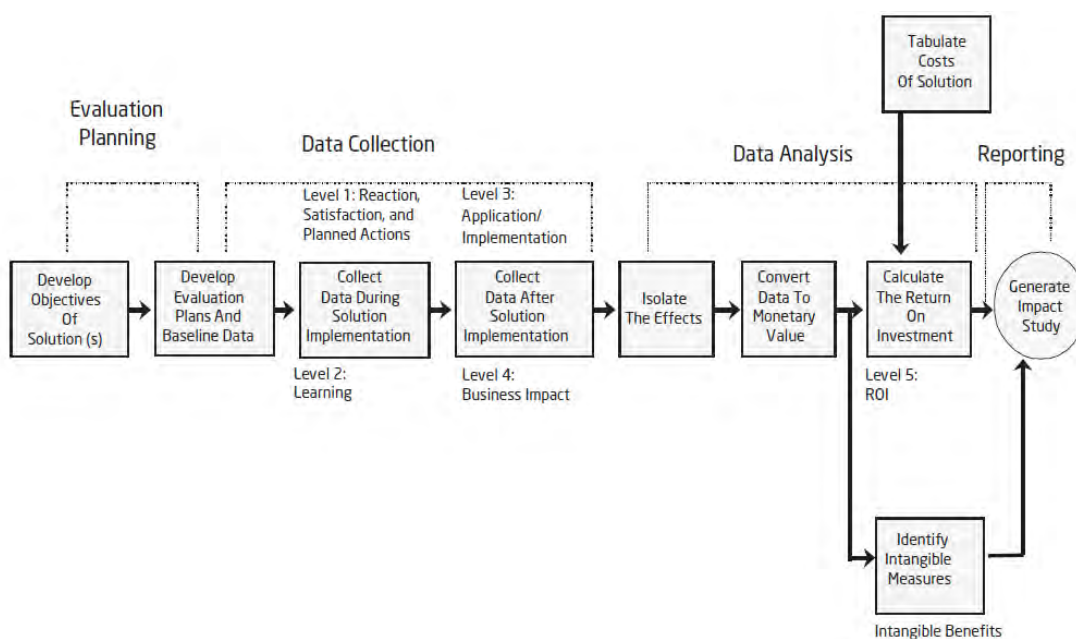 Tabulate
Costs
Of Solution
Evaluation
Planning
Data Collection
Data Analysis
Reporting
Level 1: Reaction,
Satisfaction, and
Planned Actions
Level 3:
Application/
Implementation
Develop
Objectives
Of
Solution (s)
Develop
Evaluation
Plans And
Baseline Data
Collect
Data During
Solution
Implementation
Collect
Data After
Solution
Implementation
Isolate
The Effects
Convert
Data To
Monetary
Value
Calculate
The Return
On
Investment
Generate
Impact
Study
Level 2:
Learning
Level 4:
Business Impact
Level 5:
ROI
Identify
Intangible
Measures
Intangible Benefits